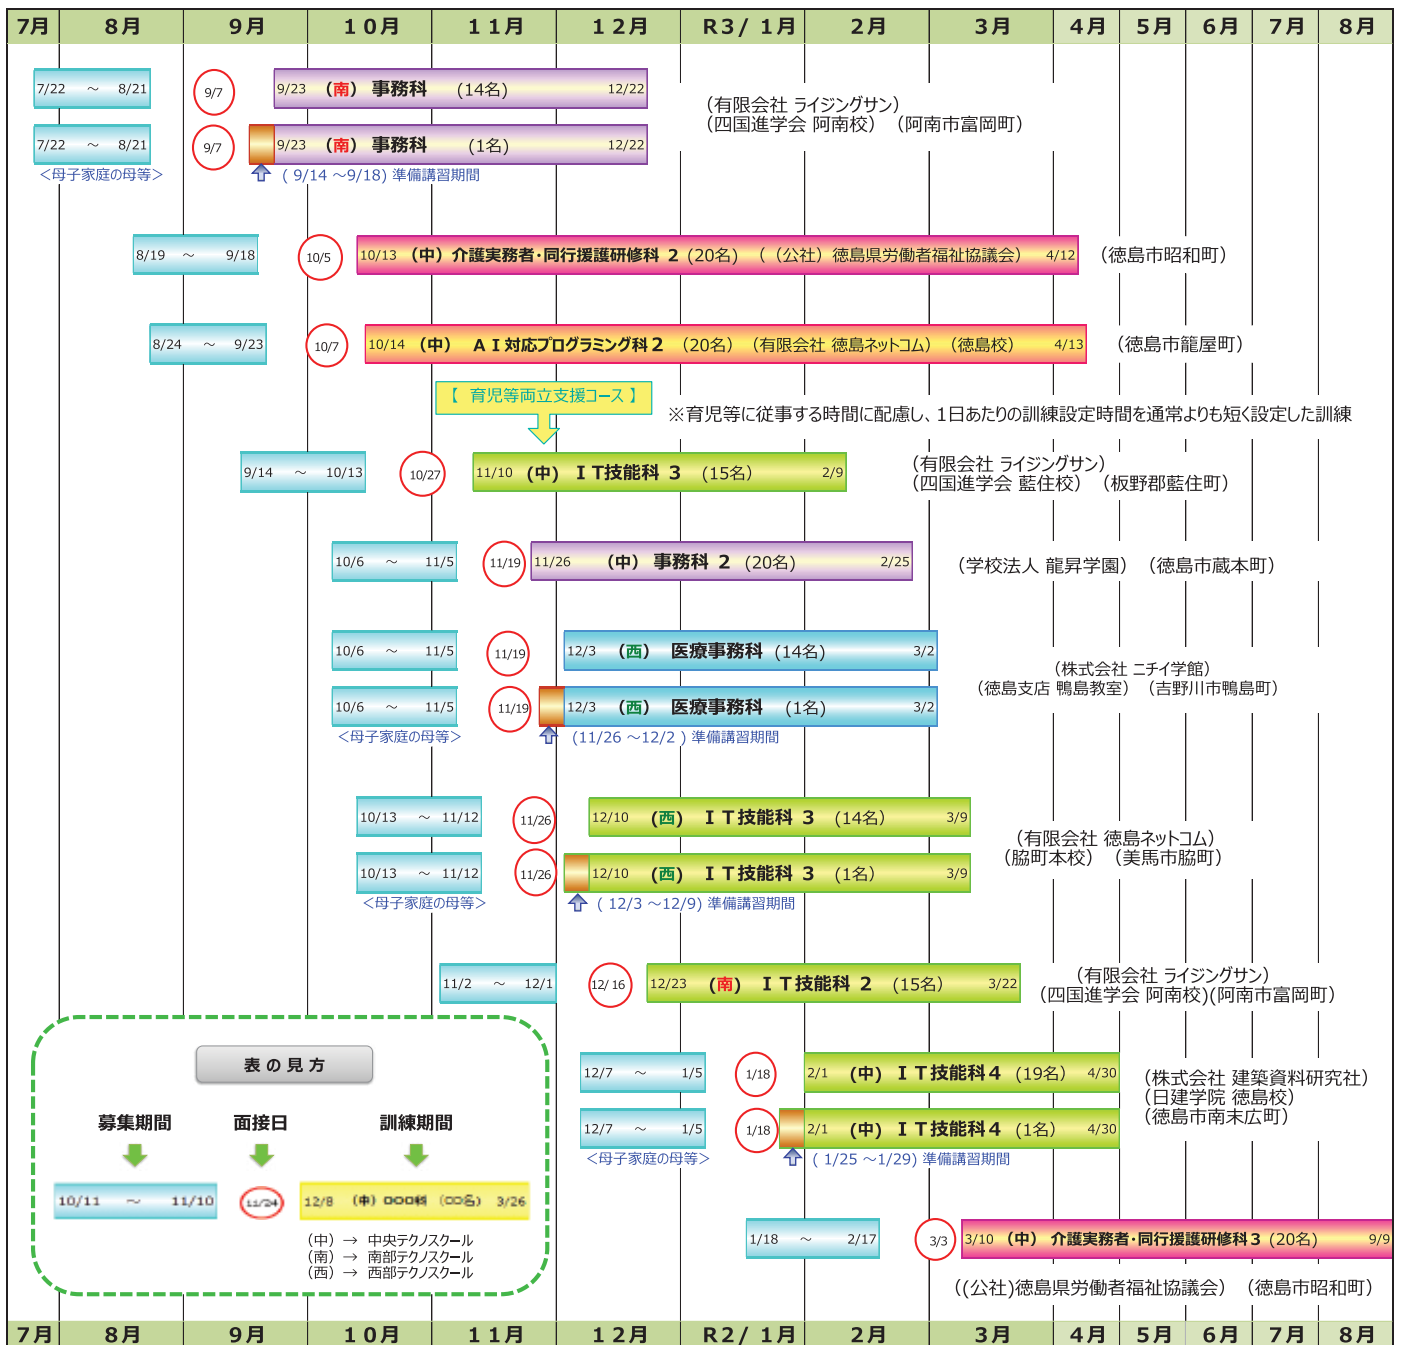 7月 8月 9月 10月 11月 12月 R3/ 1月 2月 3月 4月 5月 6月 7月 8月
7/22 ～ 8/21 9/7 9/23 （南） 事務科 (14名) 12/22
（有限会社 ライジングサン）
（四国進学会 阿南校） （阿南市富岡町）
7/22 ～ 8/21 9/7 9/23 （南） 事務科 (1名) 12/22
＜母子家庭の母等＞ ( 9/14 ～9/18) 準備講習期間
8/19 ～ 9/18 10/5 10/13 （中）介護実務者・同行援護研修科 2 (20名) （（公社）徳島県労働者福祉協議会） 4/12 （徳島市昭和町）
8/24 ～ 9/23 10/7 10/14 （中） ＡＩ対応プログラミング科2 （20名）（有限会社 徳島ネットコム）（徳島校） 4/13 （徳島市龍屋町）
【 育児等両立支援コース 】
※育児等に従事する時間に配慮し、1日あたりの訓練設定時間を通常よりも短く設定した訓練
9/14 ～ 10/13 10/27 11/10 （中） ＩＴ技能科 3 （15名） 2/9
（有限会社 ライジングサン）
（四国進学会 藍住校） （板野郡藍住町）
10/6 ～ 11/5 11/19 11/26 （中） 事務科 2 (20名) 2/25 （学校法人 龍昇学園） （徳島市蔵本町）
10/6 ～ 11/5 11/19 12/3 （西） 医療事務科 (14名) 3/2
（株式会社 ニチイ学館）
（徳島支店 鴨島教室） （吉野川市鴨島町）
10/6 ～ 11/5 11/19 12/3 （西） 医療事務科 (1名) 3/2
＜母子家庭の母等＞ (11/26 ～12/2 ) 準備講習期間
10/13 ～ 11/12 11/26 12/10 （西） ＩＴ技能科 3 （14名） 3/9
（有限会社 徳島ネットコム）
（脇町本校） （美馬市脇町）
10/13 ～ 11/12 11/26 12/10 （西） ＩＴ技能科 3 （1名） 3/9
＜母子家庭の母等＞ ( 12/3 ～12/9) 準備講習期間
11/2 ～ 12/1 12/16 12/23 （南） ＩＴ技能科 2 （15名） 3/22
（有限会社 ライジングサン）
（四国進学会 阿南校)(阿南市富岡町）
12/7 ～ 1/5 1/18 2/1 （中） ＩＴ技能科4 （19名） 4/30
（株式会社 建築資料研究社）
（日建学院 徳島校）
（徳島市南末広町）
12/7 ～ 1/5 1/18 2/1 （中） ＩＴ技能科4 （1名） 4/30
＜母子家庭の母等＞ ( 1/25 ～1/29) 準備講習期間
1/18 ～ 2/17 3/3 3/10 （中） 介護実務者・同行援護研修科3 (20名) 9/9
（(公社)徳島県労働者福祉協議会） （徳島市昭和町）
表 の 見 方
募集期間 面接日 訓練期間
10/11 ～ 11/10 11/24 12/8 （中）□□□科 （□□名） 3/26
（中） → 中央テクノスクール
（南） → 南部テクノスクール
（西） → 西部テクノスクール
7月 8月 9月 10月 11月 12月 R2/ 1月 2月 3月 4月 5月 6月 7月 8月